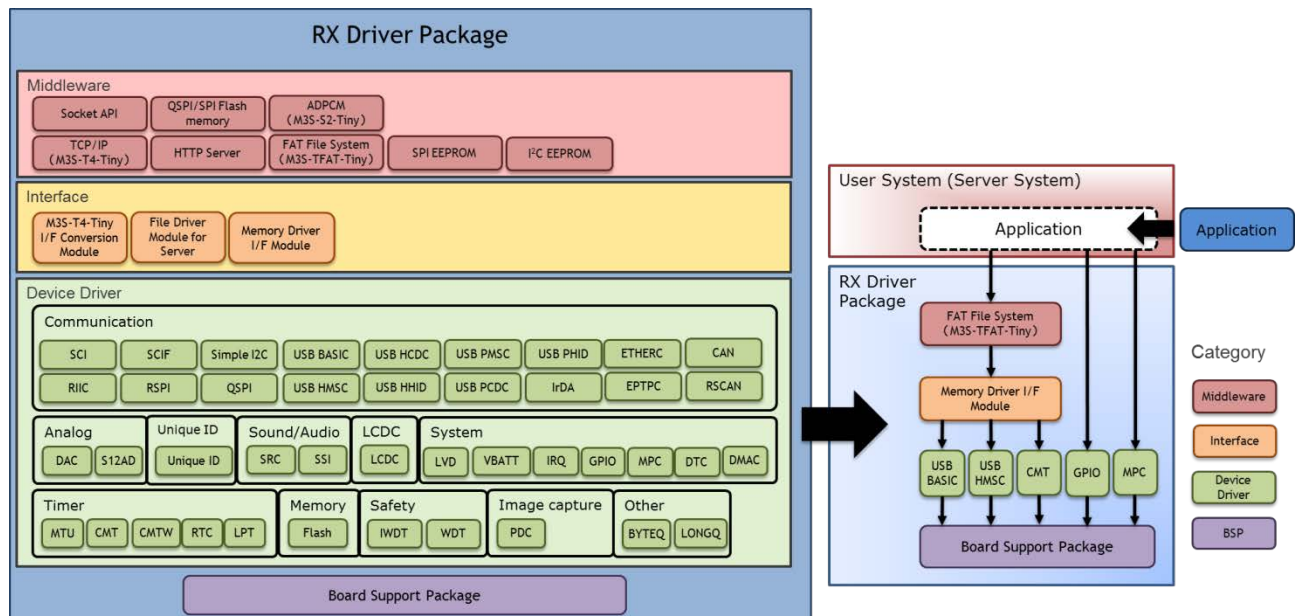 RX Driver Package
Middleware
Socket API
QSPI/SPI Flash
memory
ADPCM
(M3S-S2-Tiny)
TCP/IP
(M3S-T4-Tiny)
HTTP Server
FAT File System
(M3S-TFAT-Tiny)
SPI EEPROM
I²C EEPROM
Interface
M3S-T4-Tiny
I/F Conversion
Module
File Driver
Module for
Server
Memory Driver
I/F Module
Device Driver
Communication
SCI
SCIF
Simple I2C
USB BASIC
USB HCDC
USB PMSC
USB PHID
ETHERC
CAN
RIIC
RSPI
QSPI
USB HMSC
USB HHID
USB PCDC
IrDA
EPTPC
RSCAN
Analog
DAC
S12AD
Unique ID
Unique ID
Sound/Audio
SRC
SSI
LCDC
LCDC
System
LVD
VBATT
IRQ
GPIO
MPC
DTC
DMAC
Timer
MTU
CMT
CMTW
RTC
LPT
Memory
Flash
Safety
IWDT
WDT
Image capture
PDC
Other
BYTEQ
LONGQ
Board Support Package
User System (Server System)
Application
Application
RX Driver
Package
FAT File System
(M3S-TFAT-Tiny)
Memory Driver I/F
Module
USB
BASIC
USB
HMSC
CMT
GPIO
MPC
Board Support Package
Category
Middleware
Interface
Device
Driver
BSP